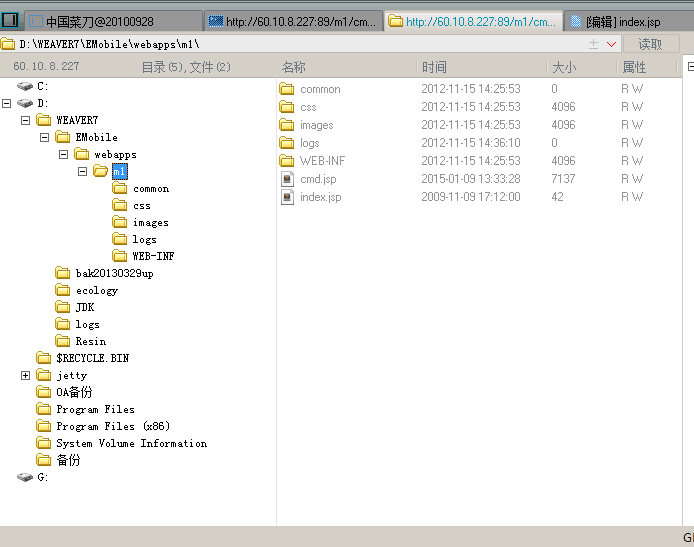 中国菜刀@20100928 http://60.10.8.227:89/m1/cm... http://60.10.8.227:89/m1/cm... [编辑] index.jsp
D:\WEAVER7\EMobile\webapps\m1\ 读取
60.10.8.227 目录(5),文件(2) 名称 时间 大小 属性
C:
D:
WEAVER7
EMobile
webapps
m1
common
css
images
logs
WEB-INF
bak20130329up
ecology
JDK
logs
Resin
$RECYCLE.BIN
jetty
OA备份
Program Files
Program Files (x86)
System Volume Information
备份
G:
common 2012-11-15 14:25:53 0 R W
css 2012-11-15 14:25:53 4096 R W
images 2012-11-15 14:25:53 4096 R W
logs 2012-11-15 14:36:10 0 R W
WEB-INF 2012-11-15 14:25:53 4096 R W
cmd.jsp 2015-01-09 13:33:28 7137 R W
index.jsp 2009-11-09 17:12:00 42 R W